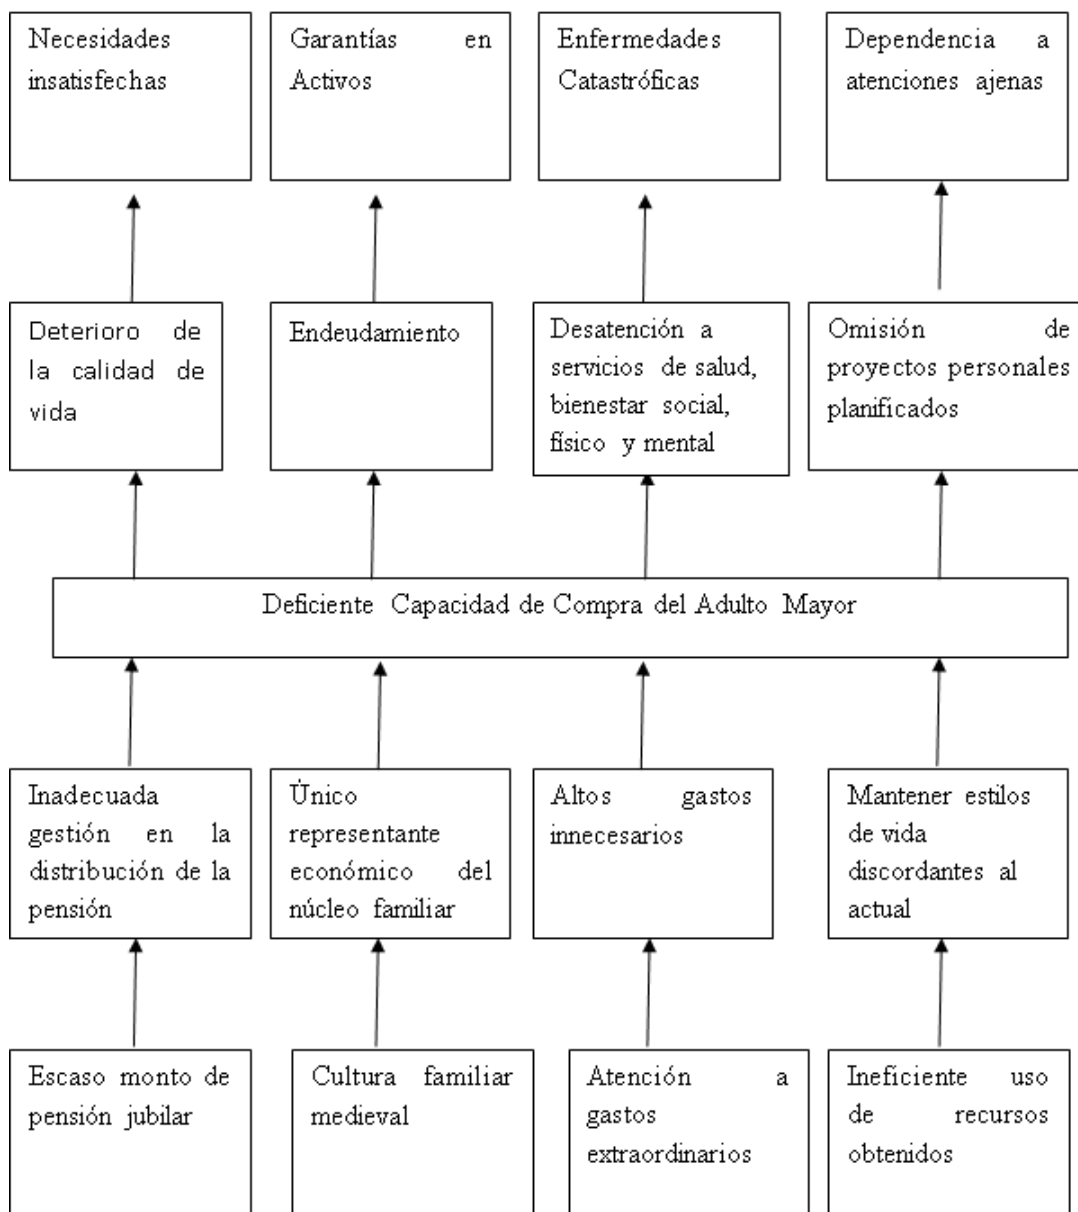 Necesidades
insatisfechas
Garantías en
Activos
Enfermedades
Catastróficas
Dependencia a
atenciones ajenas
Deterioro de
la calidad de
vida
Endeudamiento
Desatención a
servicios de salud,
bienestar social,
físico y mental
Omisión de
proyectos personales
planificados
Deficiente Capacidad de Compra del Adulto Mayor
Inadecuada
gestión en la
distribución de la
pensión
Único
representante
económico del
núcleo familiar
Altos gastos
innecesarios
Mantener estilos
de vida
discordantes al
actual
Escaso monto de
pensión jubilar
Cultura familiar
medieval
Atención a
gastos
extraordinarios
Ineficiente uso
de recursos
obtenidos